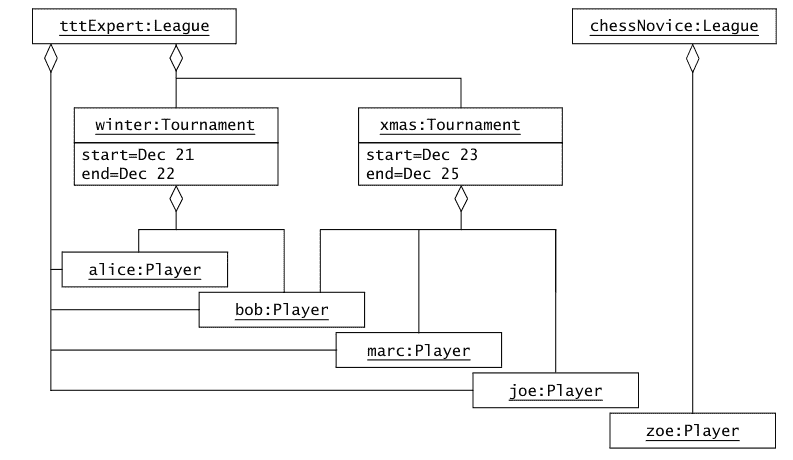 tttExpert:League
chessNovice:League
winter:Tournament
start=Dec 21
end=Dec 22
xmas:Tournament
start=Dec 23
end=Dec 25
alice:Player
bob:Player
marc:Player
joe:Player
zoe:Player